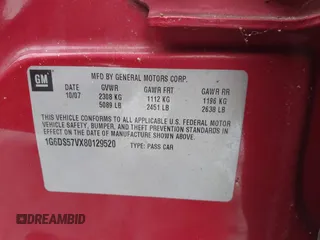 GM
MFD BY GENERAL MOTORS CORP.
DATE GVWR GAWR FRT GAWR RR
10/07 2308 KG 1112 KG 1196 KG
5089 LB 2451 LB 2638 LB
THIS VEHICLE CONFORMS TO ALL APPLICABLE U.S. FEDERAL MOTOR
VEHICLE SAFETY, BUMPER, AND THEFT PREVENTION STANDARDS
IN EFFECT ON THE DATE OF MANUFACTURE SHOWN ABOVE.
1G6DS57VX80129520 TYPE: PASS CAR
DREAMBID